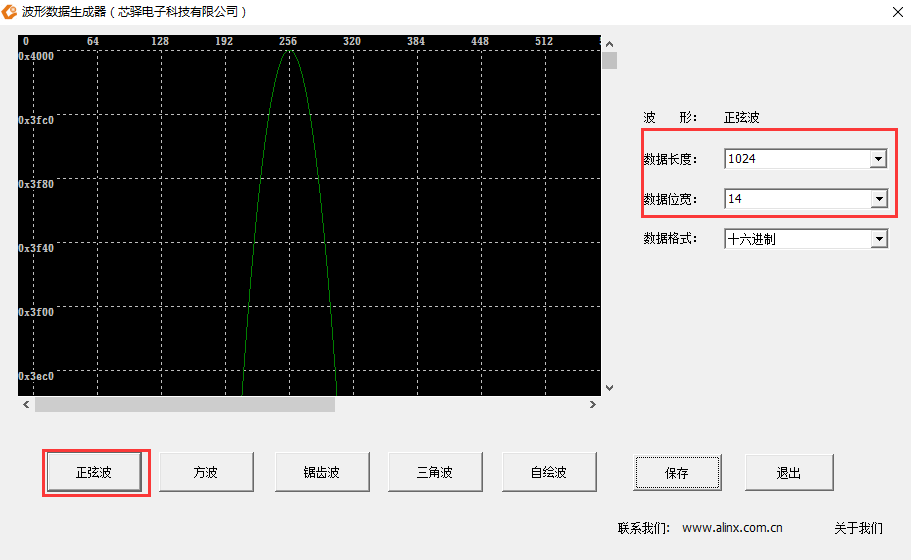 波形数据生成器（芯驿电子科技有限公司）
0 64 128 192 256 320 384 448 512
0x4000
0x3fc0
0x3f80
0x3f40
0x3f00
0x3ec0
波 形： 正弦波
数据长度： 1024
数据位宽： 14
数据格式： 十六进制
正弦波 方波 锯齿波 三角波 自绘波 保存 退出
联系我们: www.alinx.com.cn 关于我们